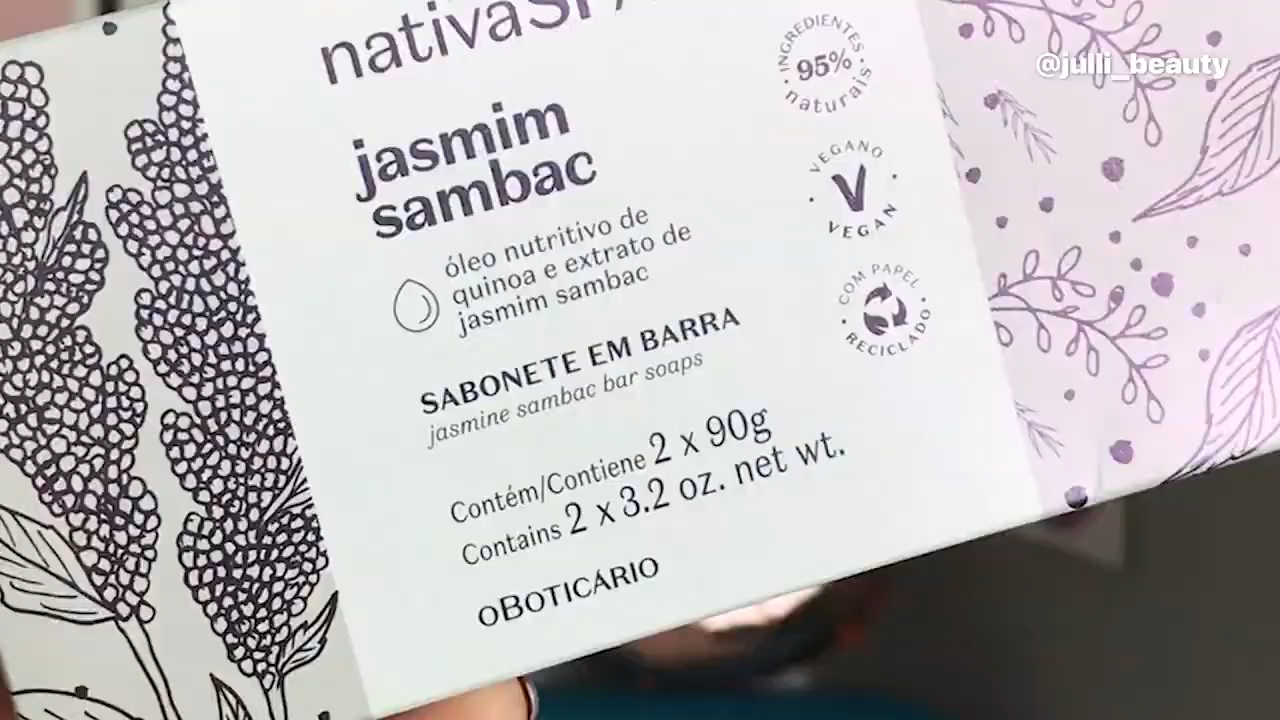 @julli_beauty
nativaSPA
jasmim
sambac
óleo nutritivo de
quinoa e extrato de
jasmim sambac
SABONETE EM BARRA
jasmine sambac bar soaps
Contém/Contiene 2 x 90g
Contains 2 x 3.2 oz. net wt.
oBOTICÁRIO
INGREDIENTES
95%
naturais
VEGANO
V
VEGAN
COM PAPEL
RECICLADO